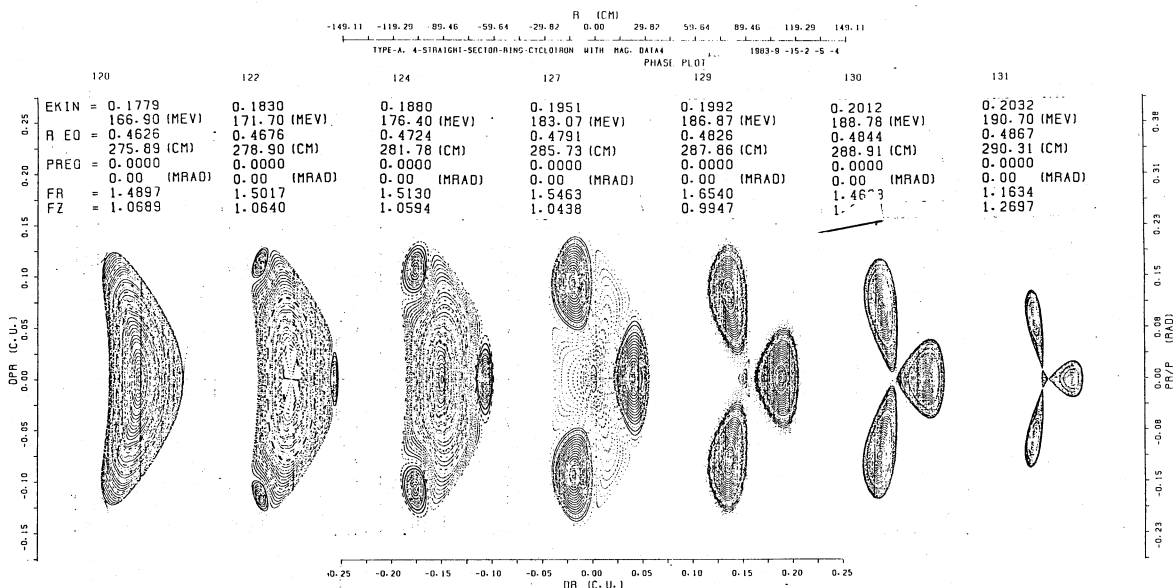 R (CM)
-149.11 -119.29 -89.46 -59.64 -29.82 0.00 29.82 59.64 89.46 119.29 149.11
TYPE-A. 4-STRAIGHT-SECTOR-RING-CYCLOTRON WITH MAG. DATA4 1983-9 -15-2 -5 -4
PHASE PLOT
120 122 124 127 129 130 131
EKIN = 0.1779 0.1830 0.1880 0.1951 0.1992 0.2012 0.2032
166.90 (MEV) 171.70 (MEV) 176.40 (MEV) 183.07 (MEV) 186.87 (MEV) 188.78 (MEV) 190.70 (MEV)
R EQ = 0.4626 0.4676 0.4724 0.4791 0.4826 0.4844 0.4867
275.89 (CM) 278.90 (CM) 281.78 (CM) 285.73 (CM) 287.86 (CM) 288.91 (CM) 290.31 (CM)
PREQ = 0.0000 0.0000 0.0000 0.0000 0.0000 0.0000 0.0000
0.00 (MRAD) 0.00 (MRAD) 0.00 (MRAD) 0.00 (MRAD) 0.00 (MRAD) 0.00 (MRAD) 0.00 (MRAD)
FR = 1.4897 1.5017 1.5130 1.5463 1.6540 1.1634
FZ = 1.0689 1.0640 1.0594 1.0438 0.9947 1.2697
DPR (C.U.)
0.25
0.20
0.15
0.10
0.05
0.00
-0.05
-0.10
-0.15
PR/P (RAD)
0.38
0.31
0.23
0.15
0.08
0.00
-0.08
-0.15
-0.23
-0.25 -0.20 -0.15 -0.10 -0.05 0.00 0.05 0.10 0.15 0.20 0.25
DR (C.U.)